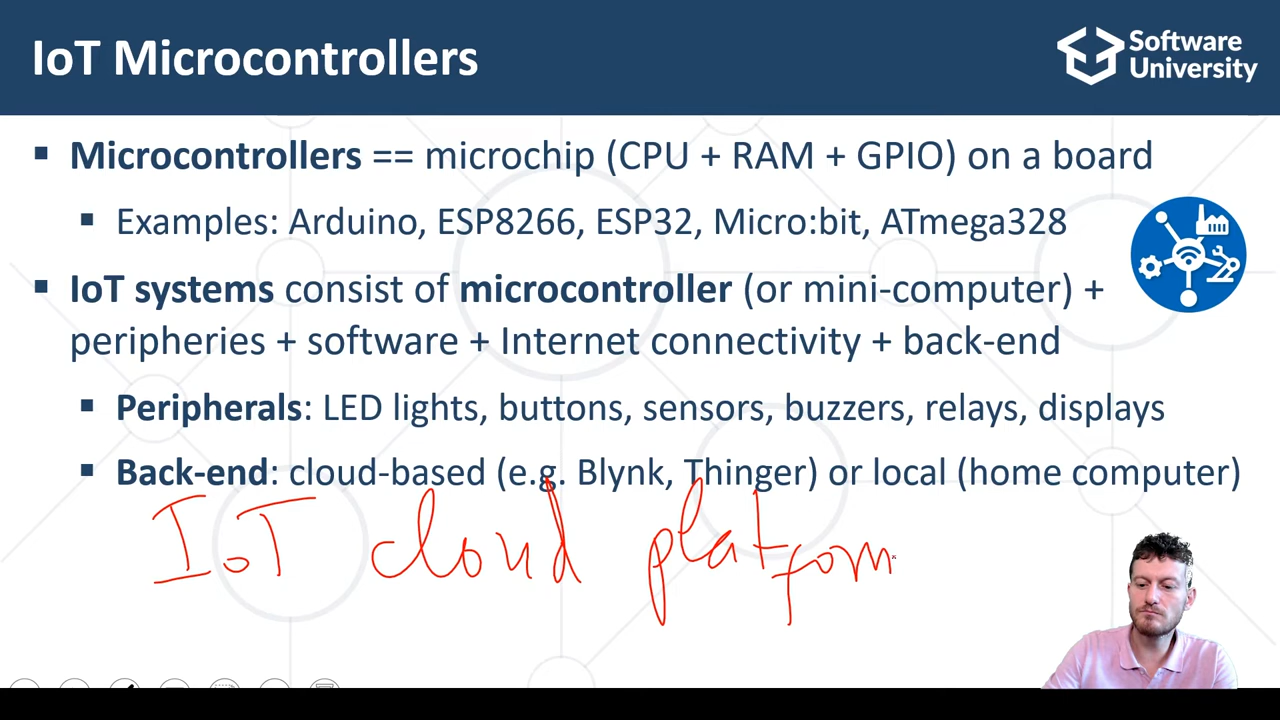 IoT Microcontrollers
Software
University
▪ Microcontrollers == microchip (CPU + RAM + GPIO) on a board
▪ Examples: Arduino, ESP8266, ESP32, Micro:bit, ATmega328
▪ IoT systems consist of microcontroller (or mini-computer) +
peripheries + software + Internet connectivity + back-end
▪ Peripherals: LED lights, buttons, sensors, buzzers, relays, displays
▪ Back-end: cloud-based (e.g. Blynk, Thinger) or local (home computer)
IoT cloud platform